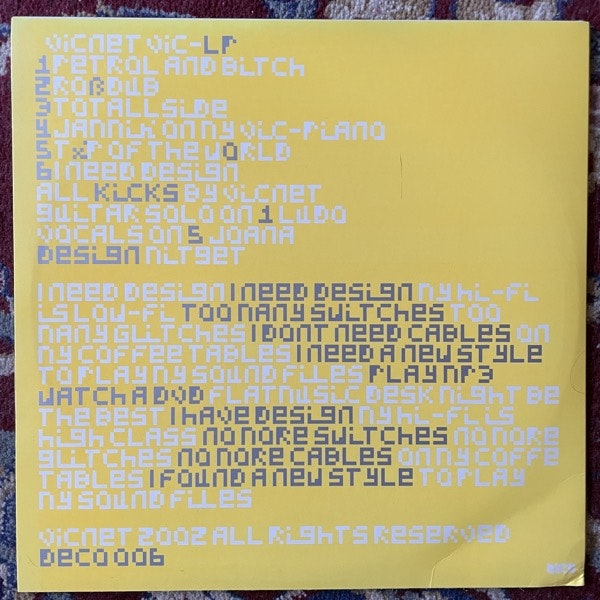 VICNET VIC-LP
1 PETROL AND BITCH
2 ROßDUB
3 TOTALLSIDE
4 JANNIK ON MY VIC-PIANO
5 TXP OF THE WORLD
6 I NEED DESIGN
ALL KICKS BY VICNET
GUITAR SOLO ON 1 LUDO
VOCALS ON 5 JOANA
DESIGN NLTGET
I NEED DESIGN I NEED DESIGN MY HI-FI
IS LOW-FI TOO MANY SWITCHES TOO
MANY GLITCHES I DONT NEED CABLES ON
MY COFFEE TABLES I NEED A NEW STYLE
TO PLAY MY SOUND FILES PLAY MP3
WATCH A DVD FLATMUSIC DESK MIGHT BE
THE BEST I HAVE DESIGN MY HI-FI IS
HIGH CLASS NO MORE SWITCHES NO MORE
GLITCHES NO MORE CABLES ON MY COFFE
TABLES I FOUND A NEW STYLE TO PLAY
MY SOUND FILES
VICNET 2002 ALL RIGHTS RESERVED
DECO 006